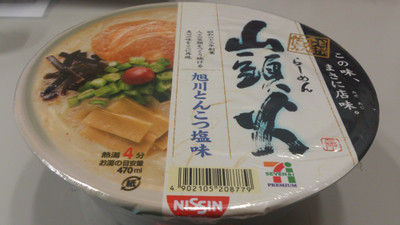 この味、
まさに店味。
らーめん
山頭火
旭川とんこつ塩味
熱湯4分
お湯の目安量
470ml
紙
4 902105 208779
NISSIN
7
SEVEN&i
PREMIUM